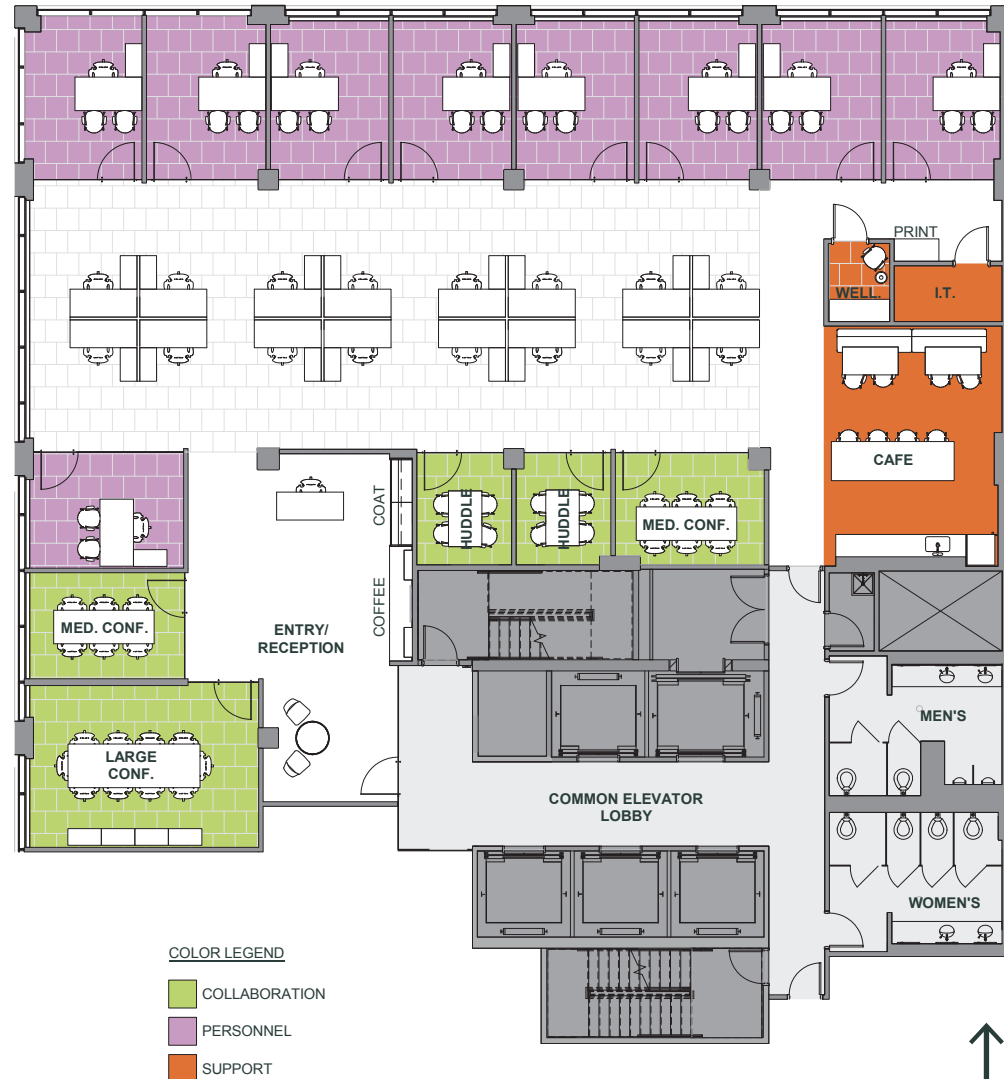 PRINT
WELL.
I.T.
CAFE
COAT
HUDDLE
HUDDLE
MED. CONF.
COFFEE
MED. CONF.
ENTRY/
RECEPTION
LARGE
CONF.
MEN'S
COMMON ELEVATOR
LOBBY
WOMEN'S
COLOR LEGEND
COLLABORATION
PERSONNEL
SUPPORT